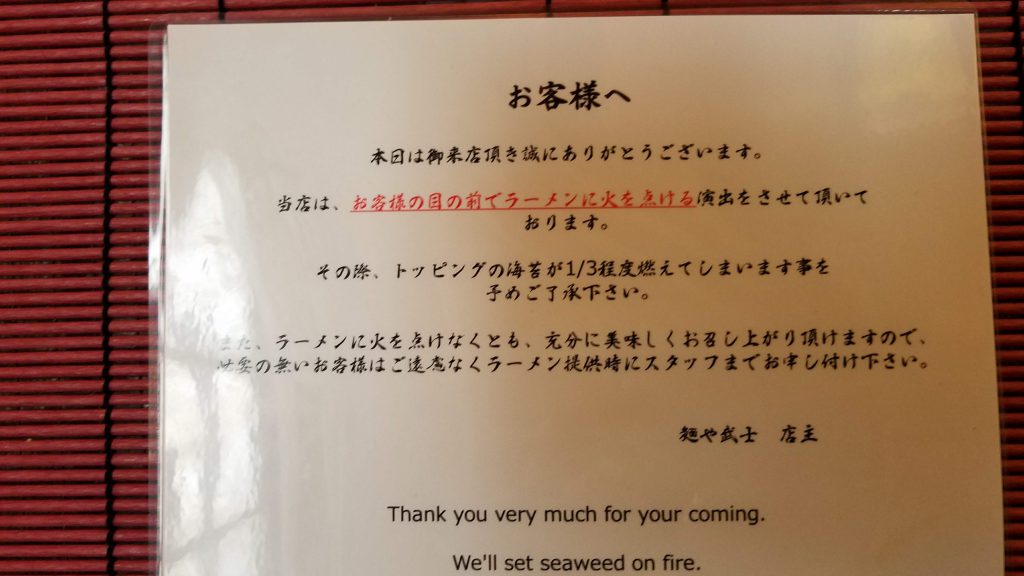 お客様へ
本日は御来店頂き誠にありがとうございます。
当店は、お客様の目の前でラーメンに火を点ける演出をさせて頂いて
おります。
その際、トッピングの海苔が1/3程度燃えてしまいます事を
予めご了承下さい。
また、ラーメンに火を点けなくとも、充分に美味しくお召し上がり頂けますので、
必要の無いお客様はご遠慮なくラーメン提供時にスタッフまでお申し付け下さい。
麺や武士 店主
Thank you very much for your coming.
We'll set seaweed on fire.